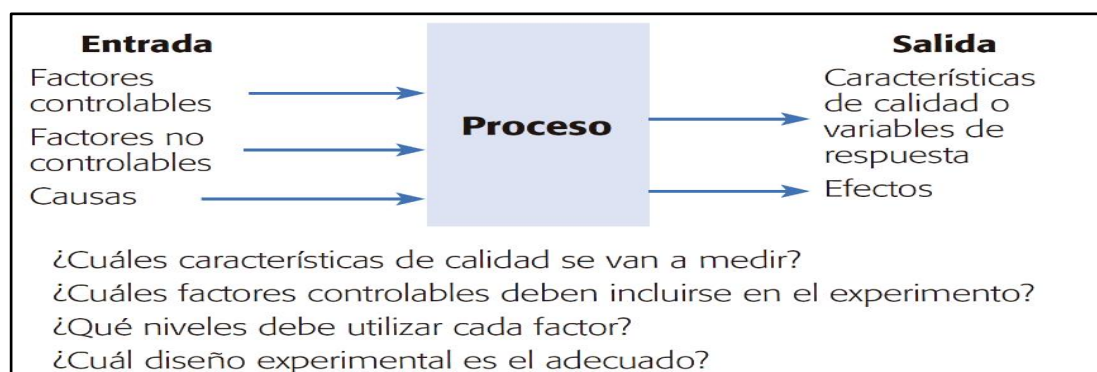 Entrada
Factores
controlables
Factores no
controlables
Causas
Proceso
Salida
Características
de calidad o
variables de
respuesta
Efectos
¿Cuáles características de calidad se van a medir?
¿Cuáles factores controlables deben incluirse en el experimento?
¿Qué niveles debe utilizar cada factor?
¿Cuál diseño experimental es el adecuado?